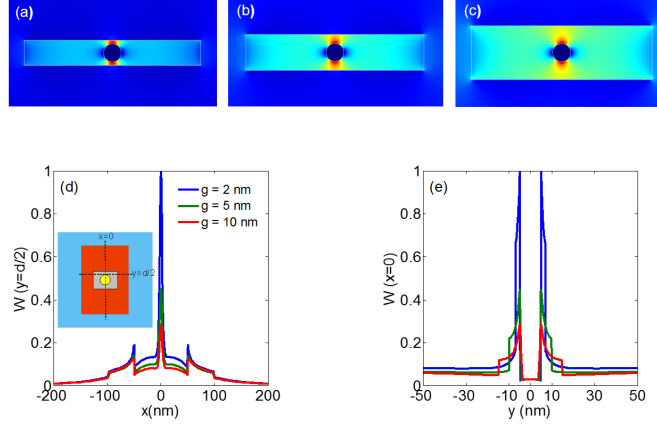 (a)
(b)
(c)
(d)
g = 2 nm
g = 5 nm
g = 10 nm
x=0
y=d/2
W (y=d/2)
1
0.8
0.6
0.4
0.2
0
-200 -100 0 100 200
x(nm)
(e)
W (x=0)
1
0.8
0.6
0.4
0.2
0
-50 -30 -10 0 10 30 50
y (nm)